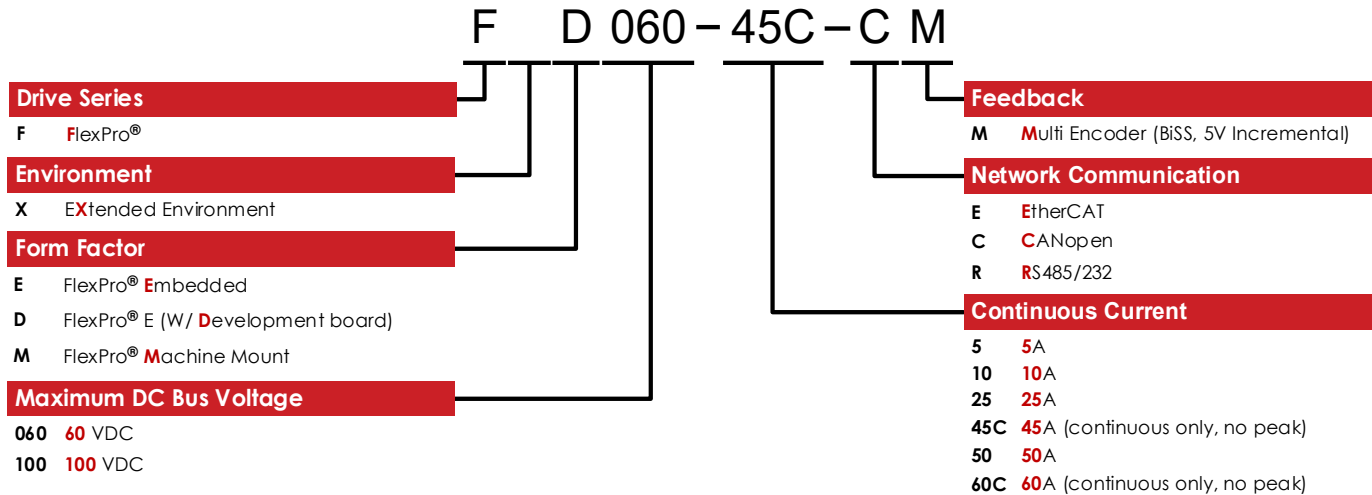 F D 060 – 45C – C M
Drive Series
F FlexPro®
Environment
X EXtended Environment
Form Factor
E FlexPro® Embedded
D FlexPro® E (W/ Development board)
M FlexPro® Machine Mount
Maximum DC Bus Voltage
060 60 VDC
100 100 VDC
Feedback
M Multi Encoder (BiSS, 5V Incremental)
Network Communication
E EtherCAT
C CANopen
R RS485/232
Continuous Current
5 5A
10 10A
25 25A
45C 45A (continuous only, no peak)
50 50A
60C 60A (continuous only, no peak)